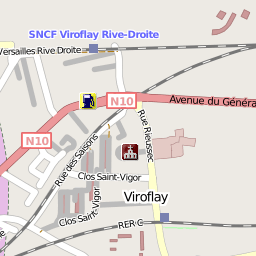 SNCF Viroflay Rive-Droite
Versailles Rive Droite
N10
Avenue du Généra
N10
Rue des Saisons
Rue Rieussec
Clos Saint-Vigor
Viroflay
Clos Saint-Vigor
RER C